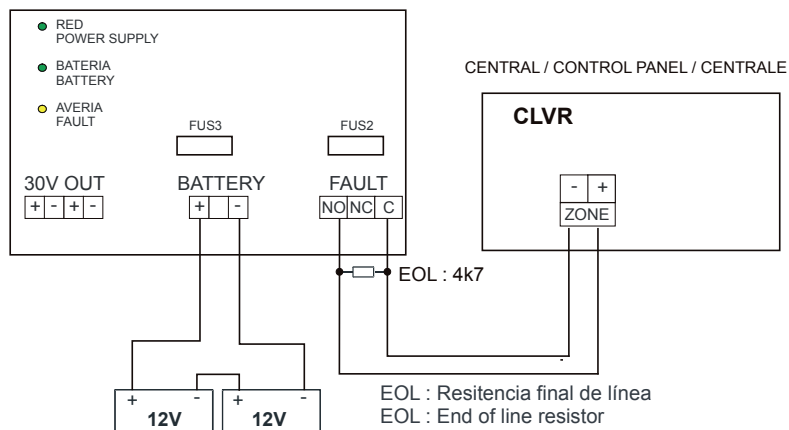 RED
POWER SUPPLY
BATERIA
BATTERY
AVERIA
FAULT
FUS3
FUS2
30V OUT
BATTERY
FAULT
+ - + -
+ -
NO NC C
EOL : 4k7
CENTRAL / CONTROL PANEL / CENTRALE
CLVR
- +
ZONE
+ - + -
12V 12V
EOL : Resitencia final de línea
EOL : End of line resistor